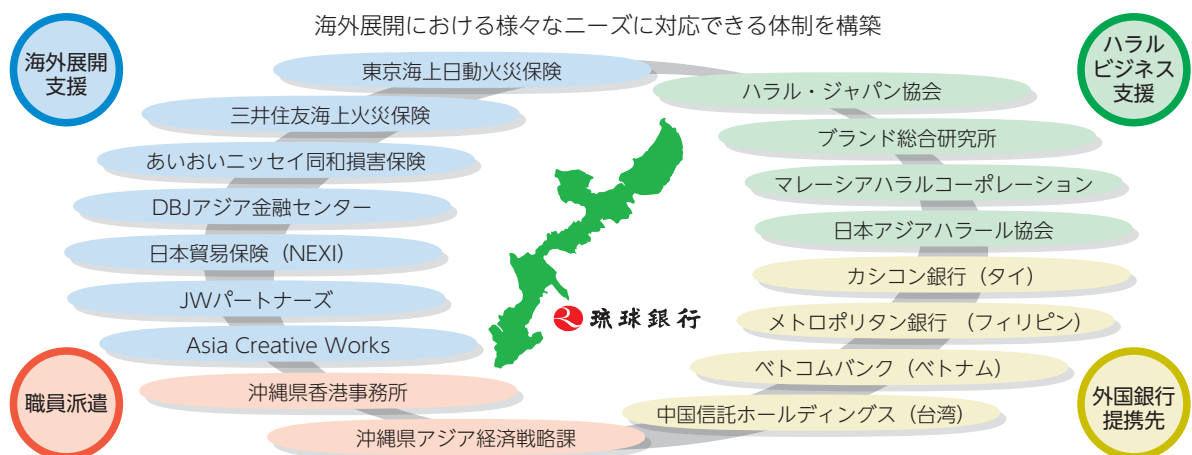 海外展開における様々なニーズに対応できる体制を構築
海外展開
支援
東京海上日動火災保険
三井住友海上火災保険
あいおいニッセイ同和損害保険
DBJアジア金融センター
日本貿易保険（NEXI）
JWパートナーズ
Asia Creative Works
職員派遣
沖縄県香港事務所
沖縄県アジア経済戦略課
琉球銀行
ハラル
ビジネス
支援
ハラル・ジャパン協会
ブランド総合研究所
マレーシアハラルコーポレーション
日本アジアハラール協会
カシコン銀行（タイ）
メトロポリタン銀行 （フィリピン）
ベトコムバンク（ベトナム）
中国信託ホールディングス（台湾）
外国銀行
提携先